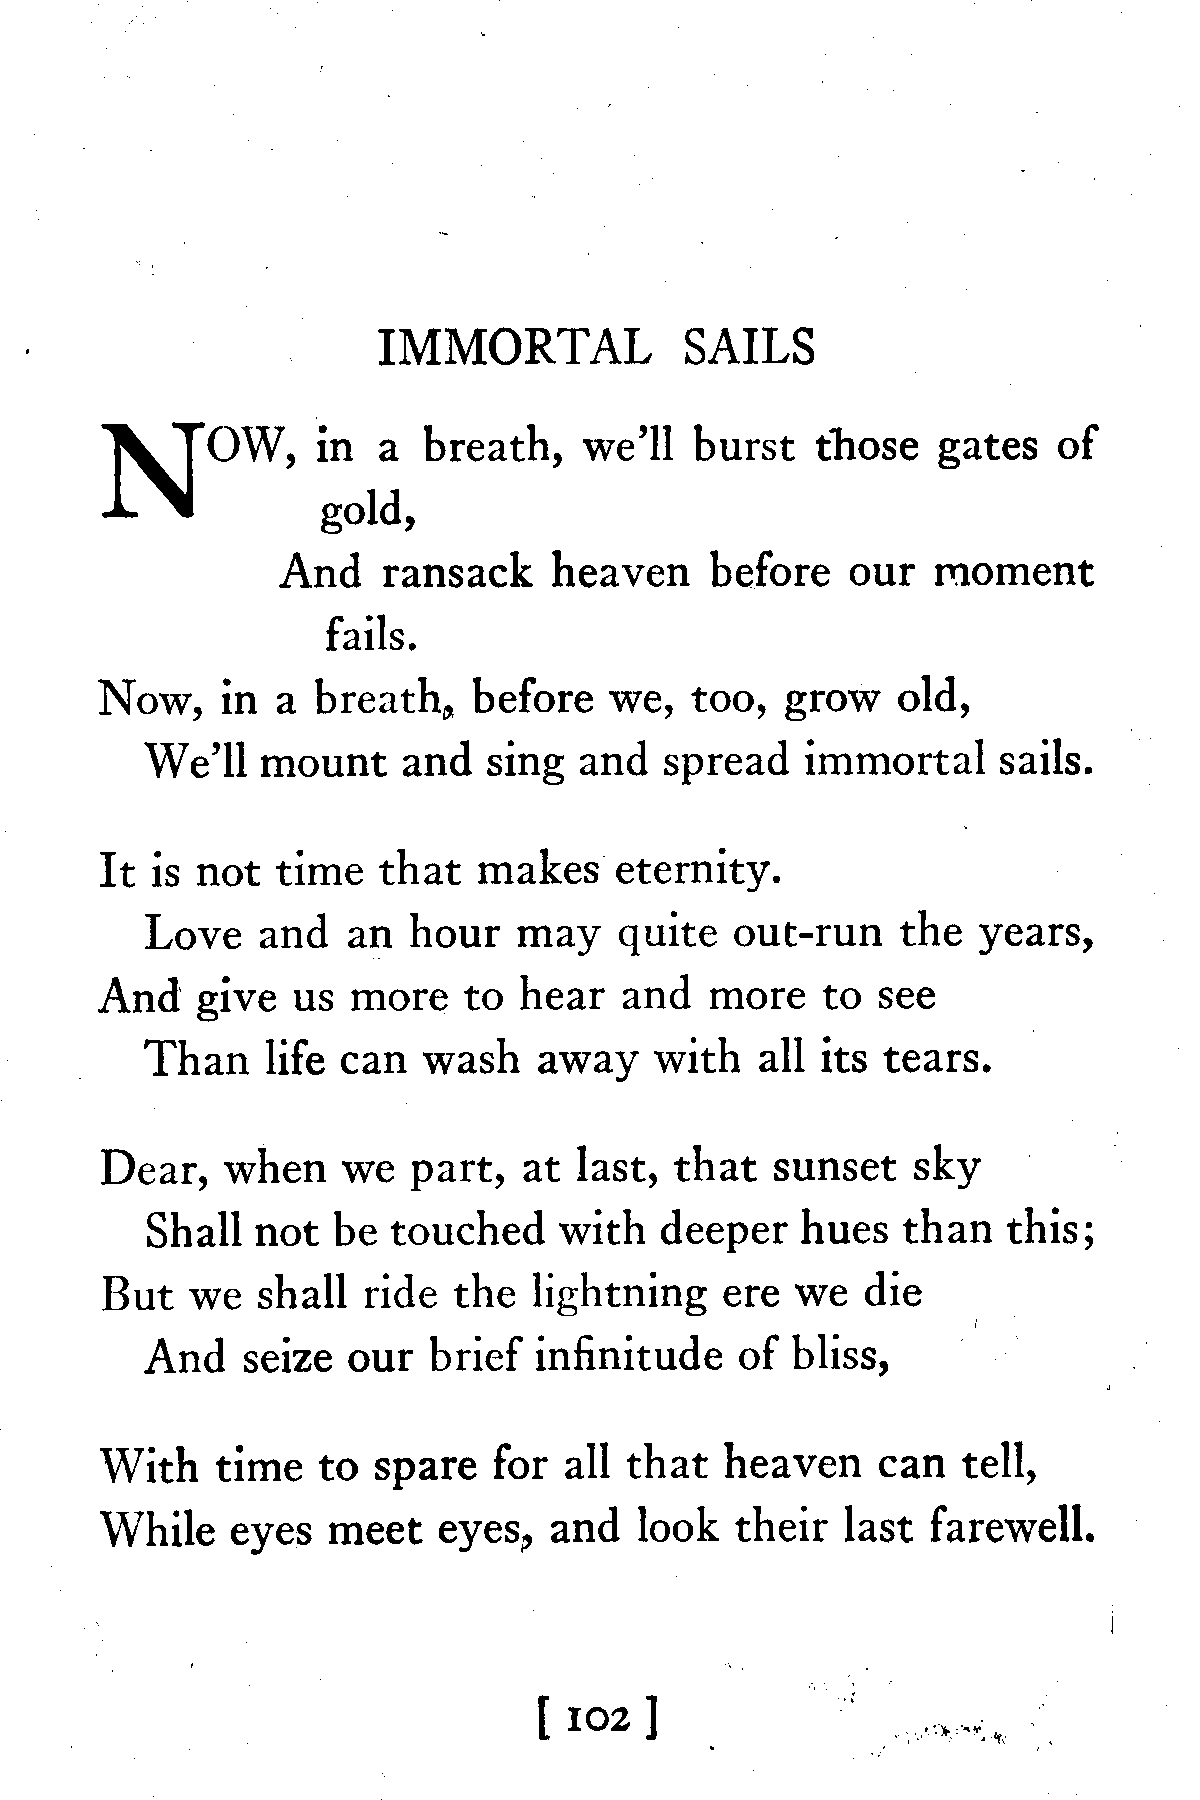 IMMORTAL SAILS
NOW, in a breath, we'll burst those gates of
gold,
And ransack heaven before our moment
fails.
Now, in a breath, before we, too, grow old,
We'll mount and sing and spread immortal sails.
It is not time that makes eternity.
Love and an hour may quite out-run the years,
And give us more to hear and more to see
Than life can wash away with all its tears.
Dear, when we part, at last, that sunset sky
Shall not be touched with deeper hues than this;
But we shall ride the lightning ere we die
And seize our brief infinitude of bliss,
With time to spare for all that heaven can tell,
While eyes meet eyes, and look their last farewell.
[ 102 ]